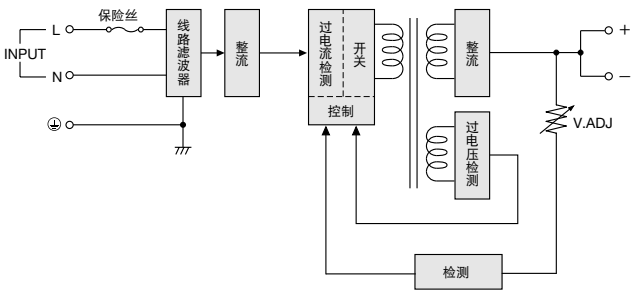 保险丝
L
INPUT
N
线路滤波器
整流
过电流检测
开关
控制
整流
过电压检测
+
−
V.ADJ
检测